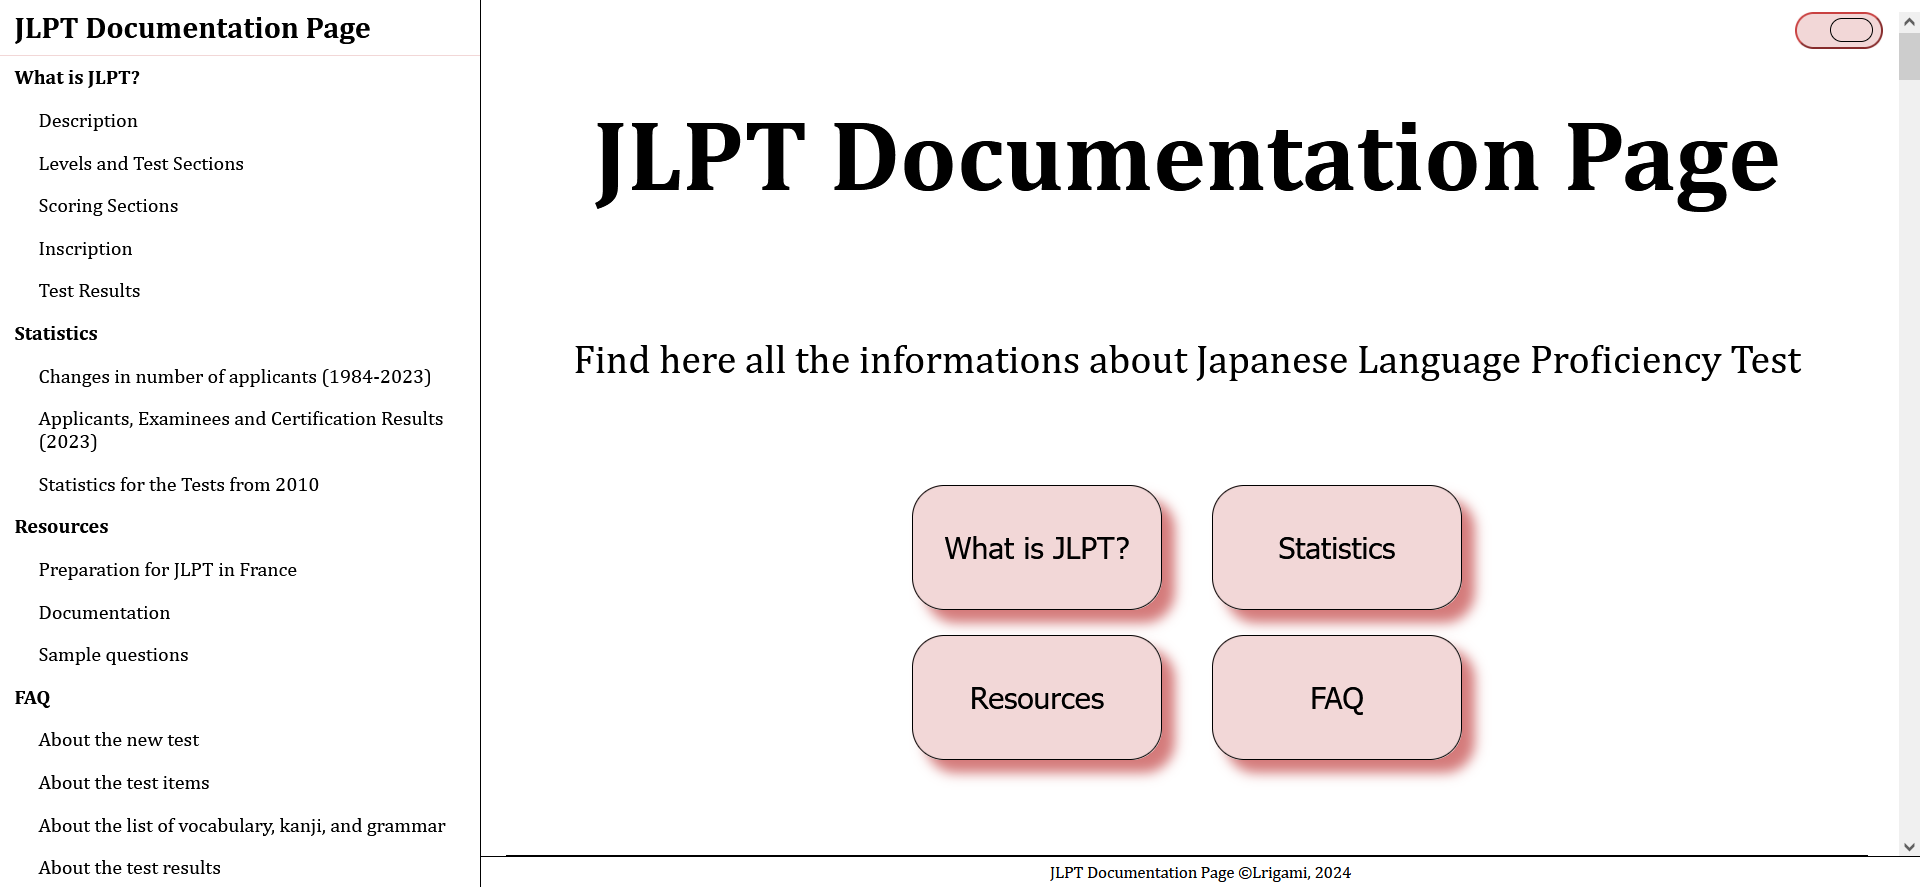 JLPT Documentation Page
What is JLPT?
Description
Levels and Test Sections
Scoring Sections
Inscription
Test Results
Statistics
Changes in number of applicants (1984-2023)
Applicants, Examinees and Certification Results
(2023)
Statistics for the Tests from 2010
Resources
Preparation for JLPT in France
Documentation
Sample questions
FAQ
About the new test
About the test items
About the list of vocabulary, kanji, and grammar
About the test results
JLPT Documentation Page
Find here all the informations about Japanese Language Proficiency Test
What is JLPT?
Statistics
Resources
FAQ
JLPT Documentation Page ©Lrigami, 2024